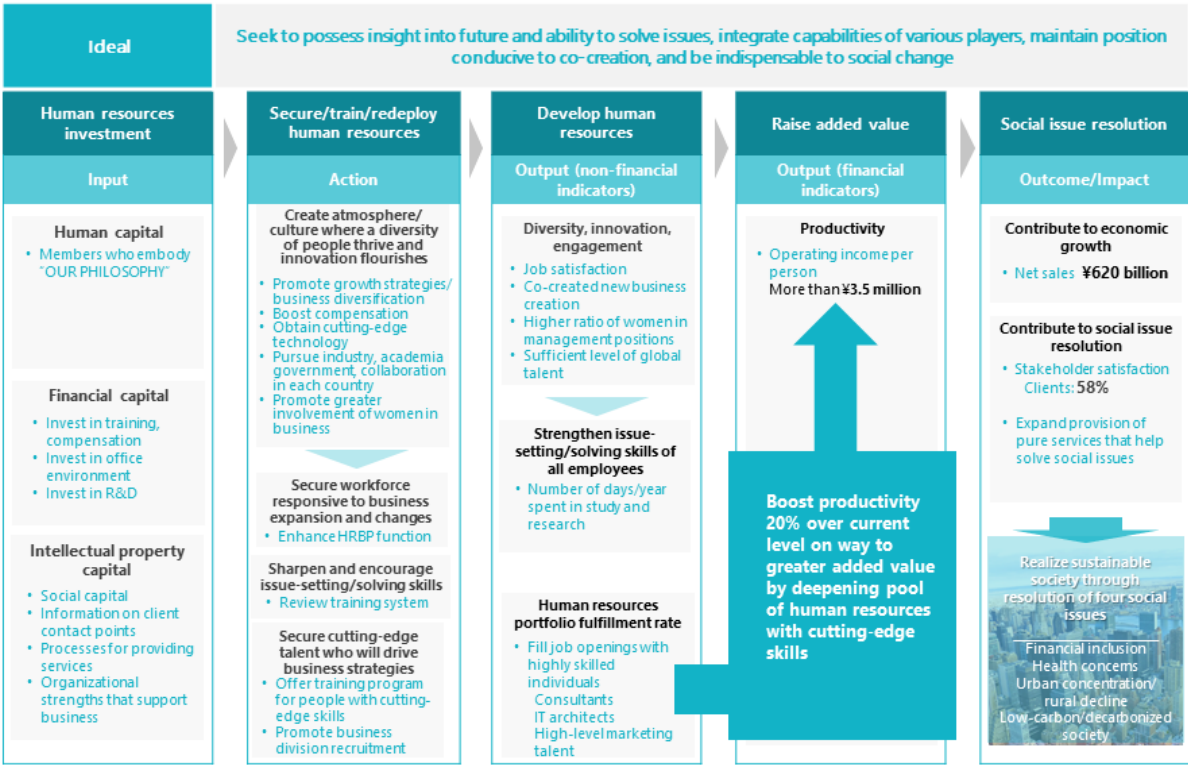 Ideal
Seek to possess insight into future and ability to solve issues, integrate capabilities of various players, maintain position
conducive to co-creation, and be indispensable to social change
Human resources
investment
Input
Human capital
• Members who embody
"OUR PHILOSOPHY"
Financial capital
• Invest in training,
compensation
• Invest in office
environment
• Invest in R&D
Intellectual property
capital
• Social capital
• Information on client
contact points
• Processes for providing
services
• Organizational
strengths that support
business
Secure/train/redeploy
human resources
Action
Create atmosphere/
culture where a diversity
of people thrive and
innovation flourishes
• Promote growth strategies/
business diversification
• Boost compensation
• Obtain cutting-edge
technology
• Pursue industry, academia
government, collaboration
in each country
• Promote greater
involvement of women in
business
Secure workforce
responsive to business
expansion and changes
• Enhance HRBP function
Sharpen and encourage
issue-setting/solving skills
• Review training system
Secure cutting-edge
talent who will drive
business strategies
• Offer training program
for people with cutting-
edge skills
• Promote business
division recruitment
Develop human
resources
Output (non-financial
indicators)
Diversity, innovation,
engagement
• Job satisfaction
• Co-created new business
creation
• Higher ratio of women in
management positions
• Sufficient level of global
talent
Strengthen issue-
setting/solving skills of
all employees
• Number of days/year
spent in study and
research
Human resources
portfolio fulfillment rate
• Fill job openings with
highly skilled
individuals
Consultants
IT architects
High-level marketing
talent
Raise added value
Output (financial
indicators)
Productivity
• Operating income per
person
More than ¥3.5 million
Boost productivity
20% over current
level on way to
greater added value
by deepening pool
of human resources
with cutting-edge
skills
Social issue resolution
Outcome/Impact
Contribute to economic
growth
• Net sales ¥620 billion
Contribute to social issue
resolution
• Stakeholder satisfaction
Clients: 58%
• Expand provision of
pure services that help
solve social issues
Realize sustainable
society through
resolution of four social
issues
Financial inclusion
Health concerns
Urban concentration/
rural decline
Low-carbon/decarbonized
society